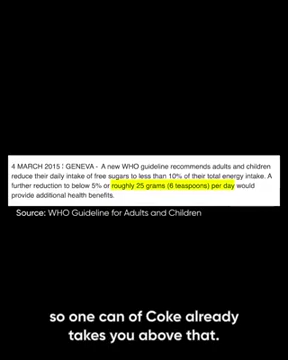 4 MARCH 2015 ¦ GENEVA - A new WHO guideline recommends adults and children
reduce their daily intake of free sugars to less than 10% of their total energy intake. A
further reduction to below 5% or roughly 25 grams (6 teaspoons) per day would
provide additional health benefits.
Source: WHO Guideline for Adults and Children
so one can of Coke already
takes you above that.